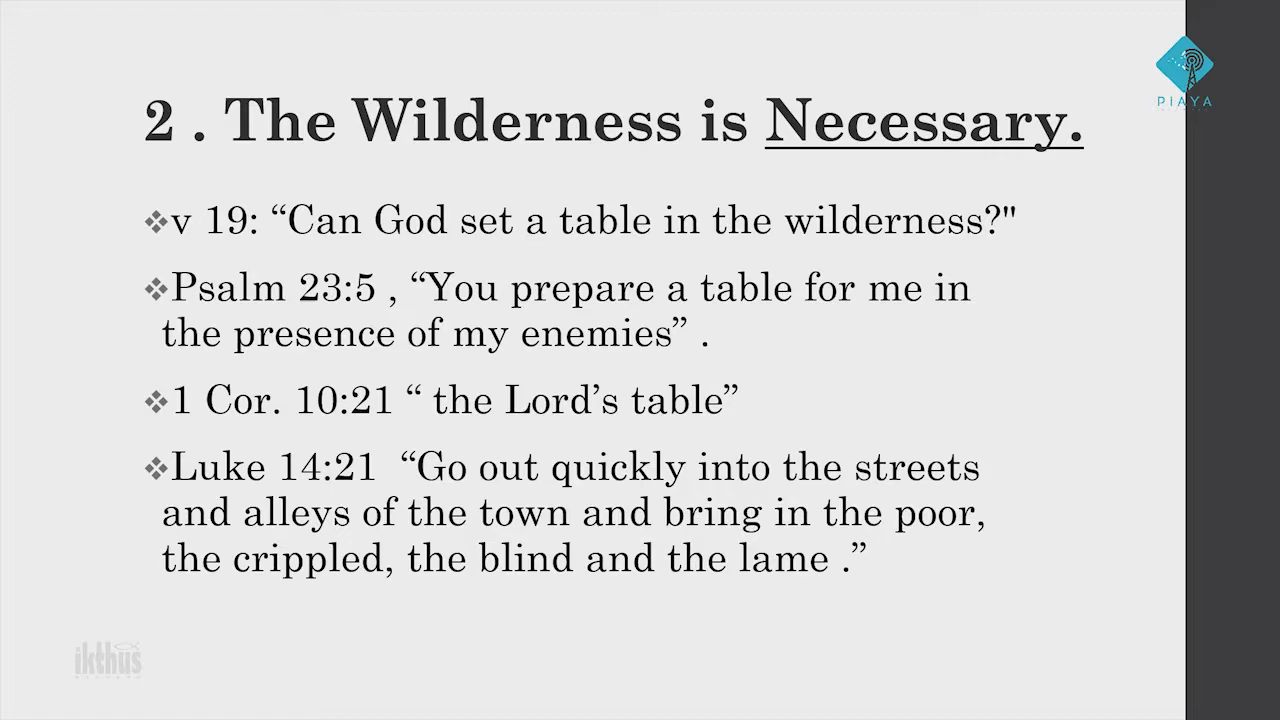 PIAYA
2 . The Wilderness is Necessary.
❖v 19: “Can God set a table in the wilderness?"
❖Psalm 23:5 , “You prepare a table for me in
the presence of my enemies” .
❖1 Cor. 10:21 “ the Lord’s table”
❖Luke 14:21  “Go out quickly into the streets
and alleys of the town and bring in the poor,
the crippled, the blind and the lame .”
ikthus